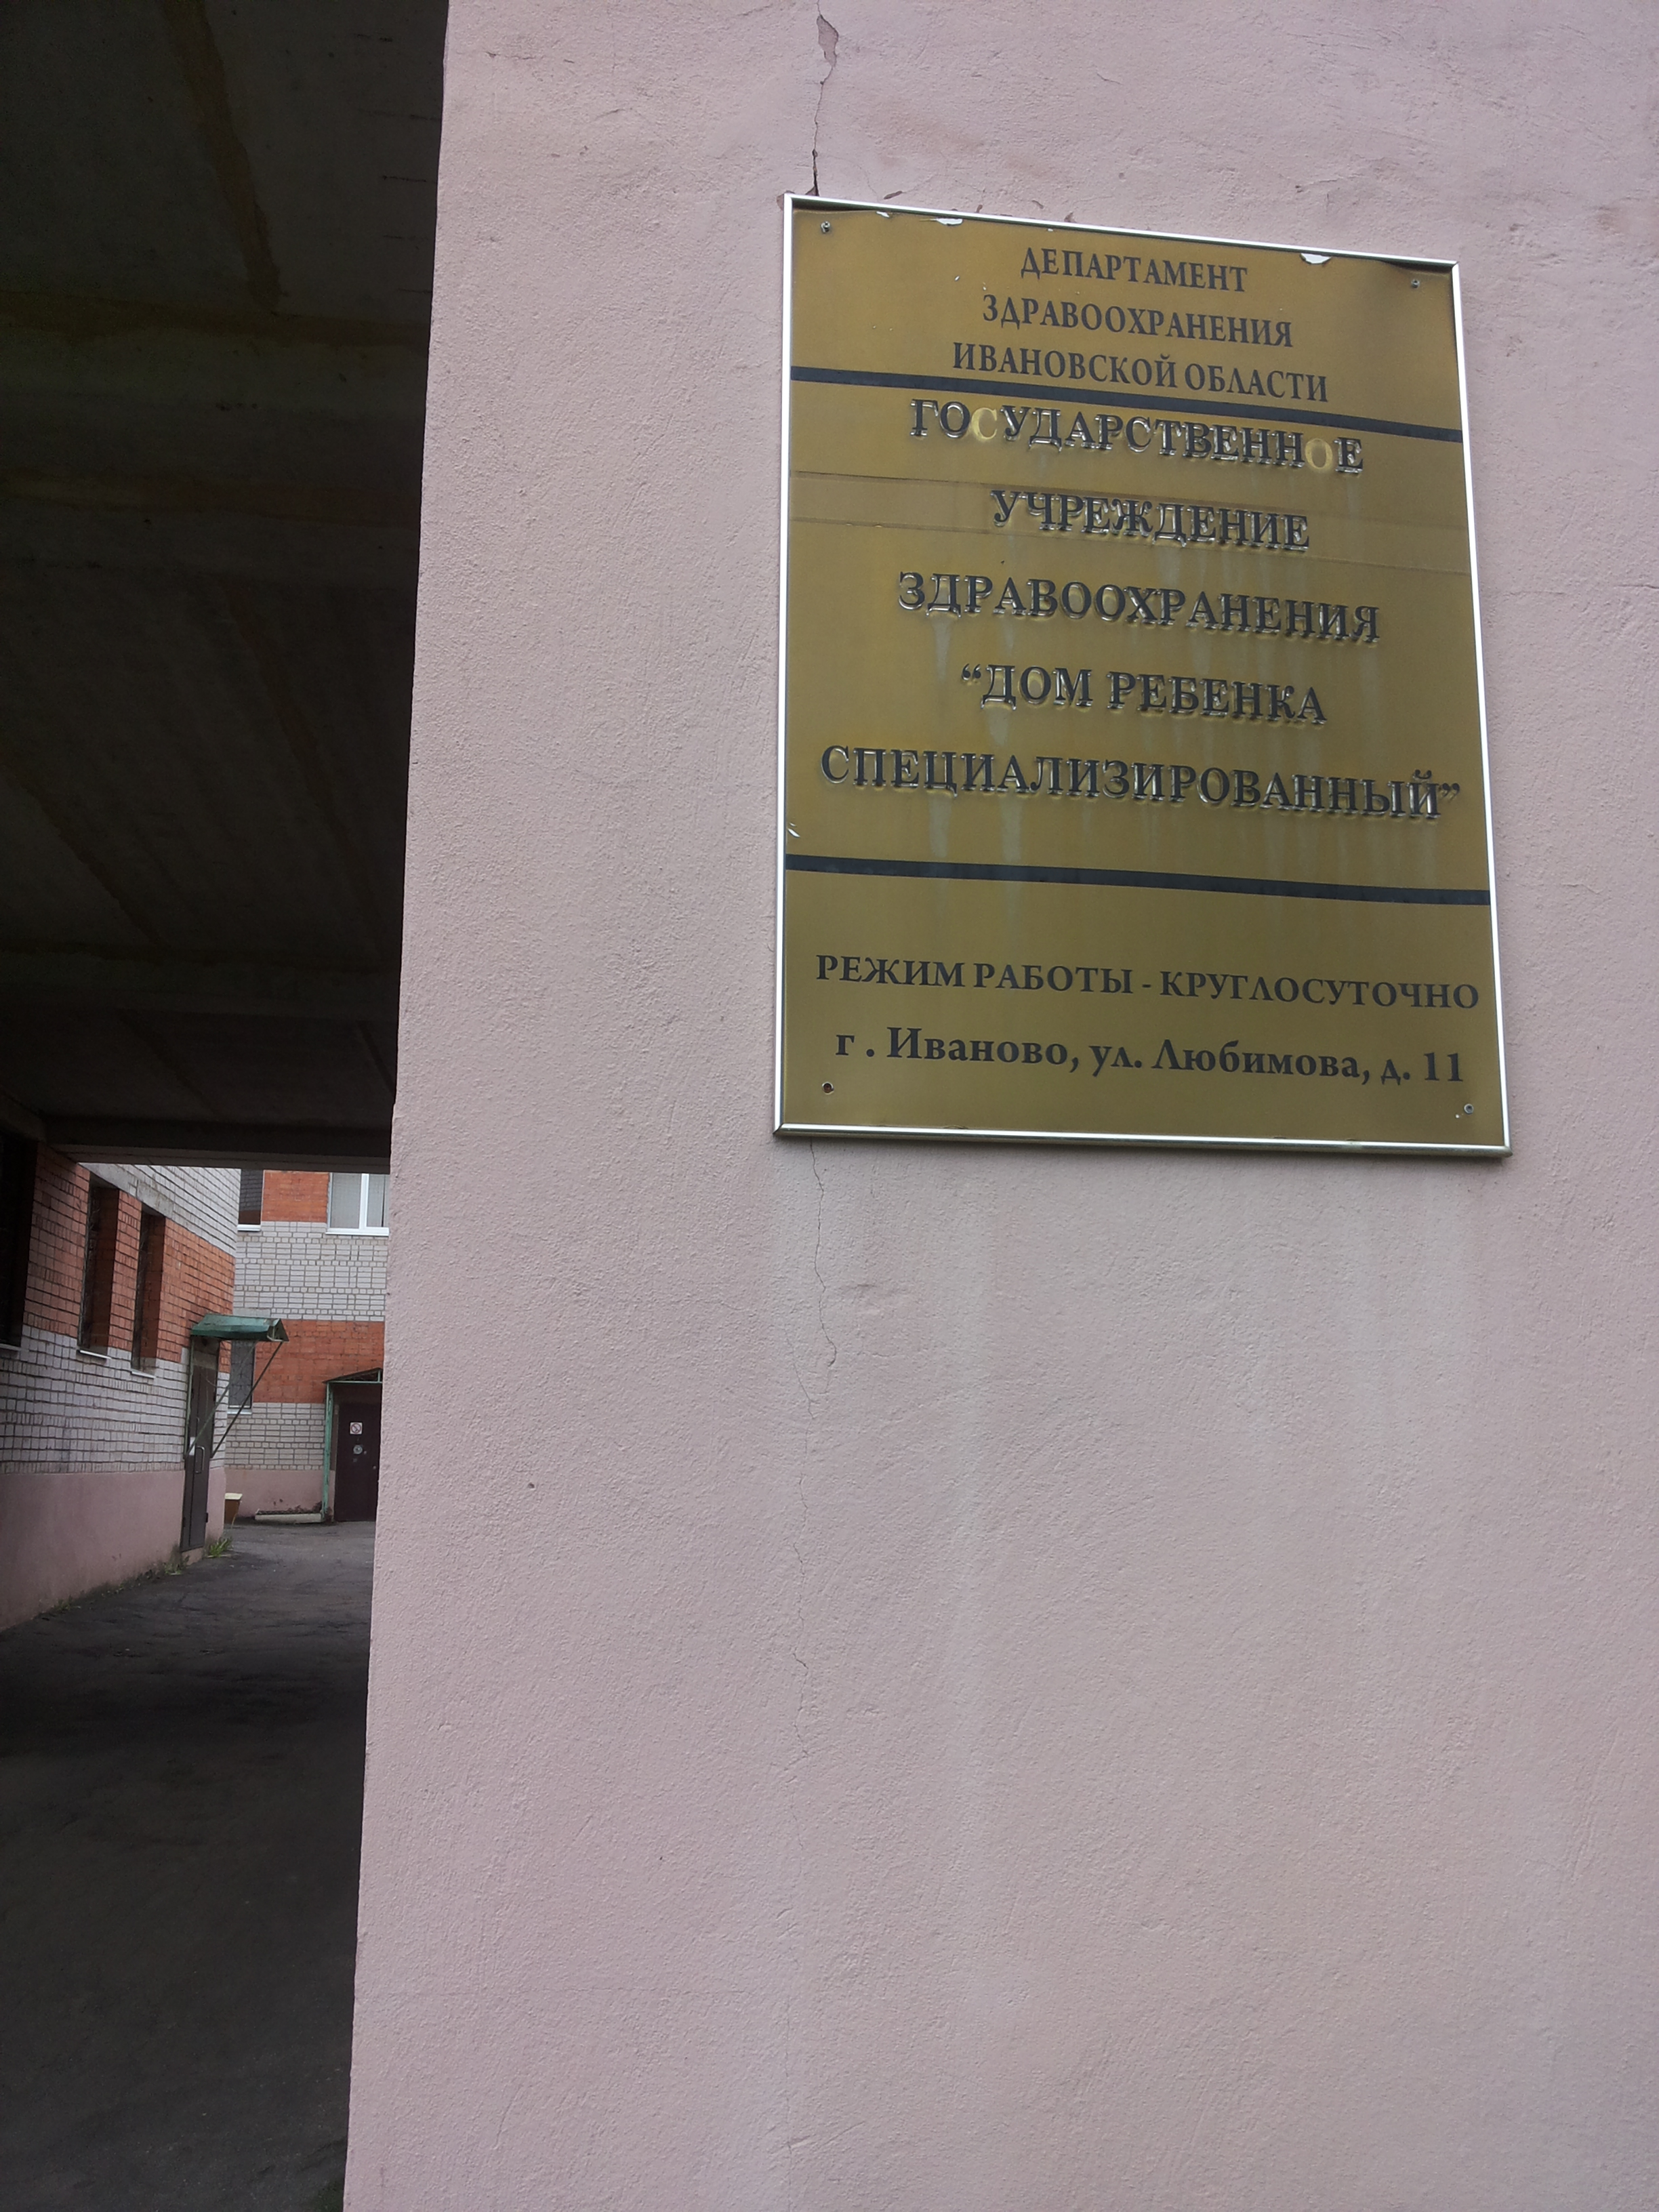 ДЕПАРТАМЕНТ
ЗДРАВООХРАНЕНИЯ
ИВАНОВСКОЙ ОБЛАСТИ
ГОСУДАРСТВЕННОЕ
УЧРЕЖДЕНИЕ
ЗДРАВООХРАНЕНИЯ
“ДОМ РЕБЕНКА
СПЕЦИАЛИЗИРОВАННЫЙ”
РЕЖИМ РАБОТЫ - КРУГЛОСУТОЧНО
г . Иваново, ул. Любимова, д. 11